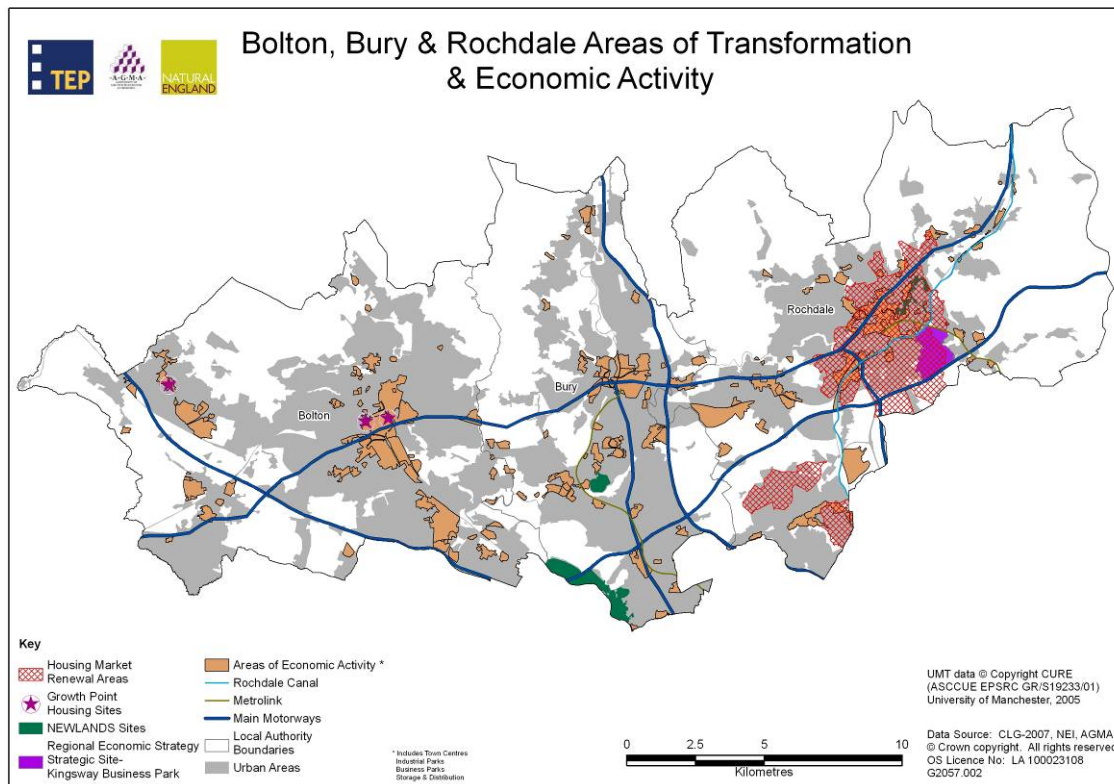 TEP
A·G·M·A
NATURAL
ENGLAND
Bolton, Bury & Rochdale Areas of Transformation
& Economic Activity
Rochdale
Bury
Bolton
Key
Housing Market
Renewal Areas
Growth Point
Housing Sites
NEWLANDS Sites
Regional Economic Strategy
Strategic Site-
Kingsway Business Park
Areas of Economic Activity *
Rochdale Canal
Metrolink
Main Motorways
Local Authority
Boundaries
Urban Areas
* Includes Town Centres
Industrial Parks
Business Parks
Storage & Distribution
0 2.5 5 10
Kilometres
UMT data © Copyright CURE
(ASCCUE EPSRC GR/S19233/01)
University of Manchester, 2005
Data Source: CLG-2007, NEI, AGMA
© Crown copyright. All rights reserved
OS Licence No: LA 100023108
G2057.002